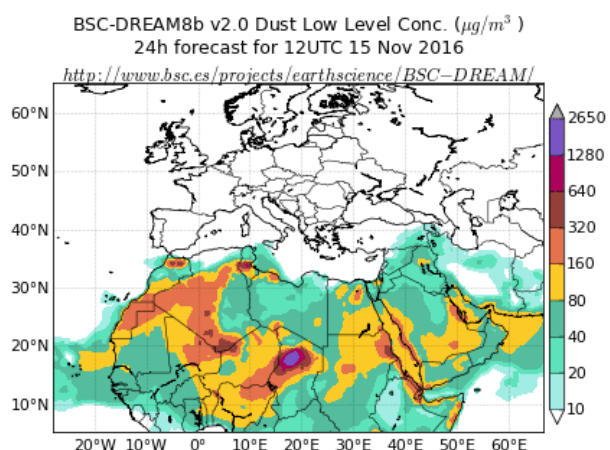 BSC-DREAM8b v2.0 Dust Low Level Conc. (μg/m³ )
24h forecast for 12UTC 15 Nov 2016
http://www.bsc.es/projects/earthscience/BSC−DREAM/
60°N
50°N
40°N
30°N
20°N
10°N
20°W 10°W 0° 10°E 20°E 30°E 40°E 50°E 60°E
2650
1280
640
320
160
80
40
20
10